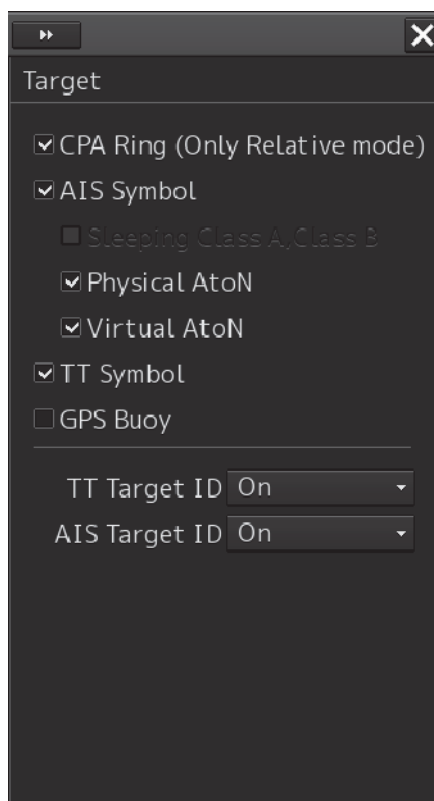 Target
CPA Ring (Only Relative mode)
AIS Symbol
Sleeping Class A,Class B
Physical AtoN
Virtual AtoN
TT Symbol
GPS Buoy
TT Target ID On
AIS Target ID On